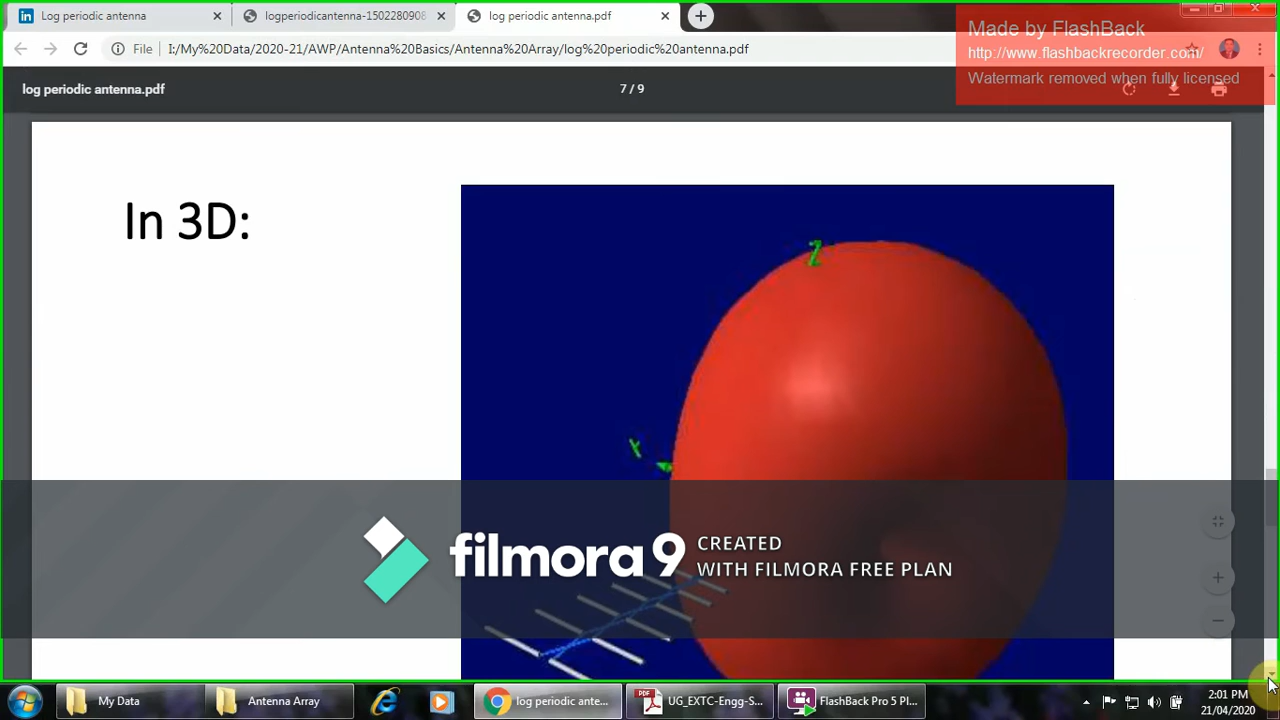 Log periodic antenna
logperiodicantenna-1502280908
log periodic antenna.pdf
File
I:/My%20Data/2020-21/AWP/Antenna%20Basics/Antenna%20Array/log%20periodic%20antenna.pdf
Made by FlashBack
http://www.flashbackrecorder.com/
Watermark removed when fully licensed
log periodic antenna.pdf
7 / 9
In 3D:
Z
Y
filmora9
CREATED
WITH FILMORA FREE PLAN
My Data
Antenna Array
log periodic ante...
UG_EXTC-Engg-S...
FlashBack Pro 5 Pl...
2:01 PM
21/04/2020